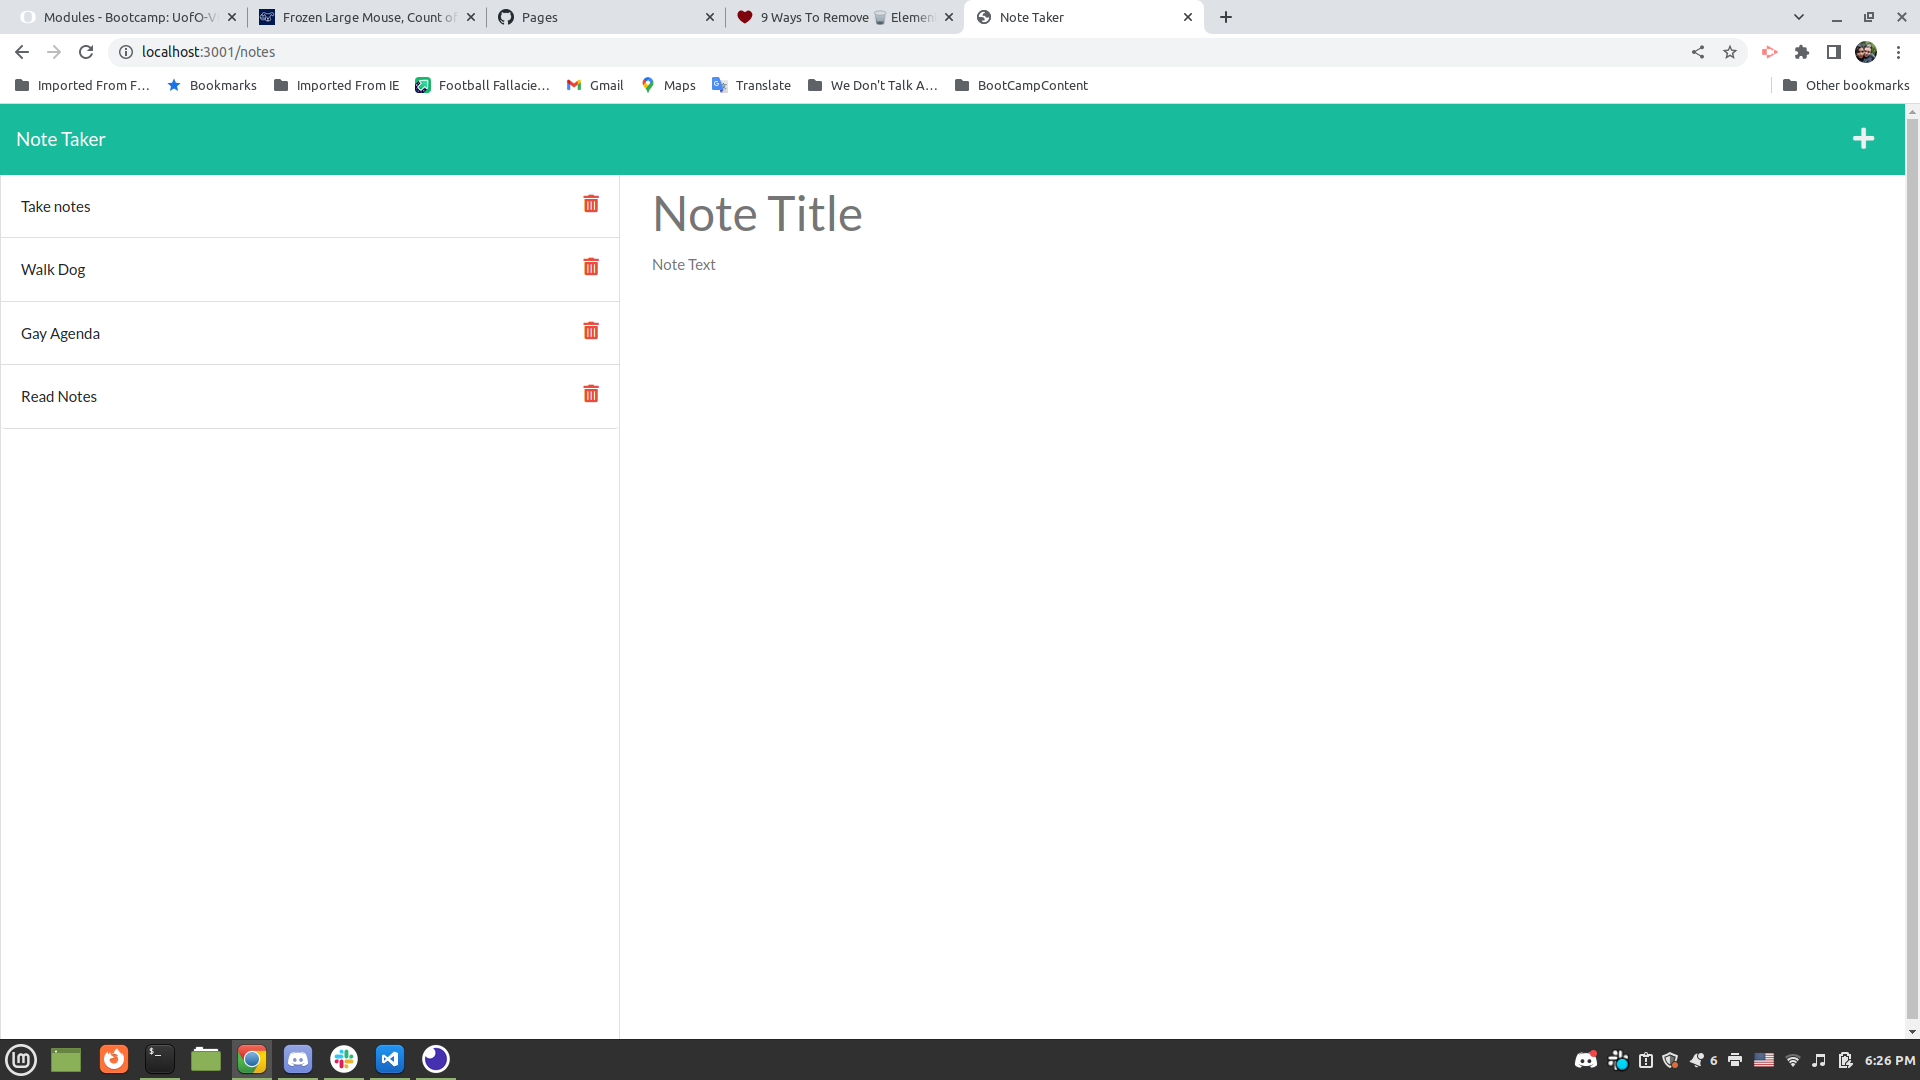 Modules - Bootcamp: UofO-V
Frozen Large Mouse, Count of
Pages
9 Ways To Remove 🗑️ Elemen
Note Taker
localhost:3001/notes
Imported From F...
Bookmarks
Imported From IE
Football Fallacie...
Gmail
Maps
Translate
We Don't Talk A...
BootCampContent
Other bookmarks
Note Taker
Take notes
Walk Dog
Gay Agenda
Read Notes
Note Title
Note Text
6
6:26 PM